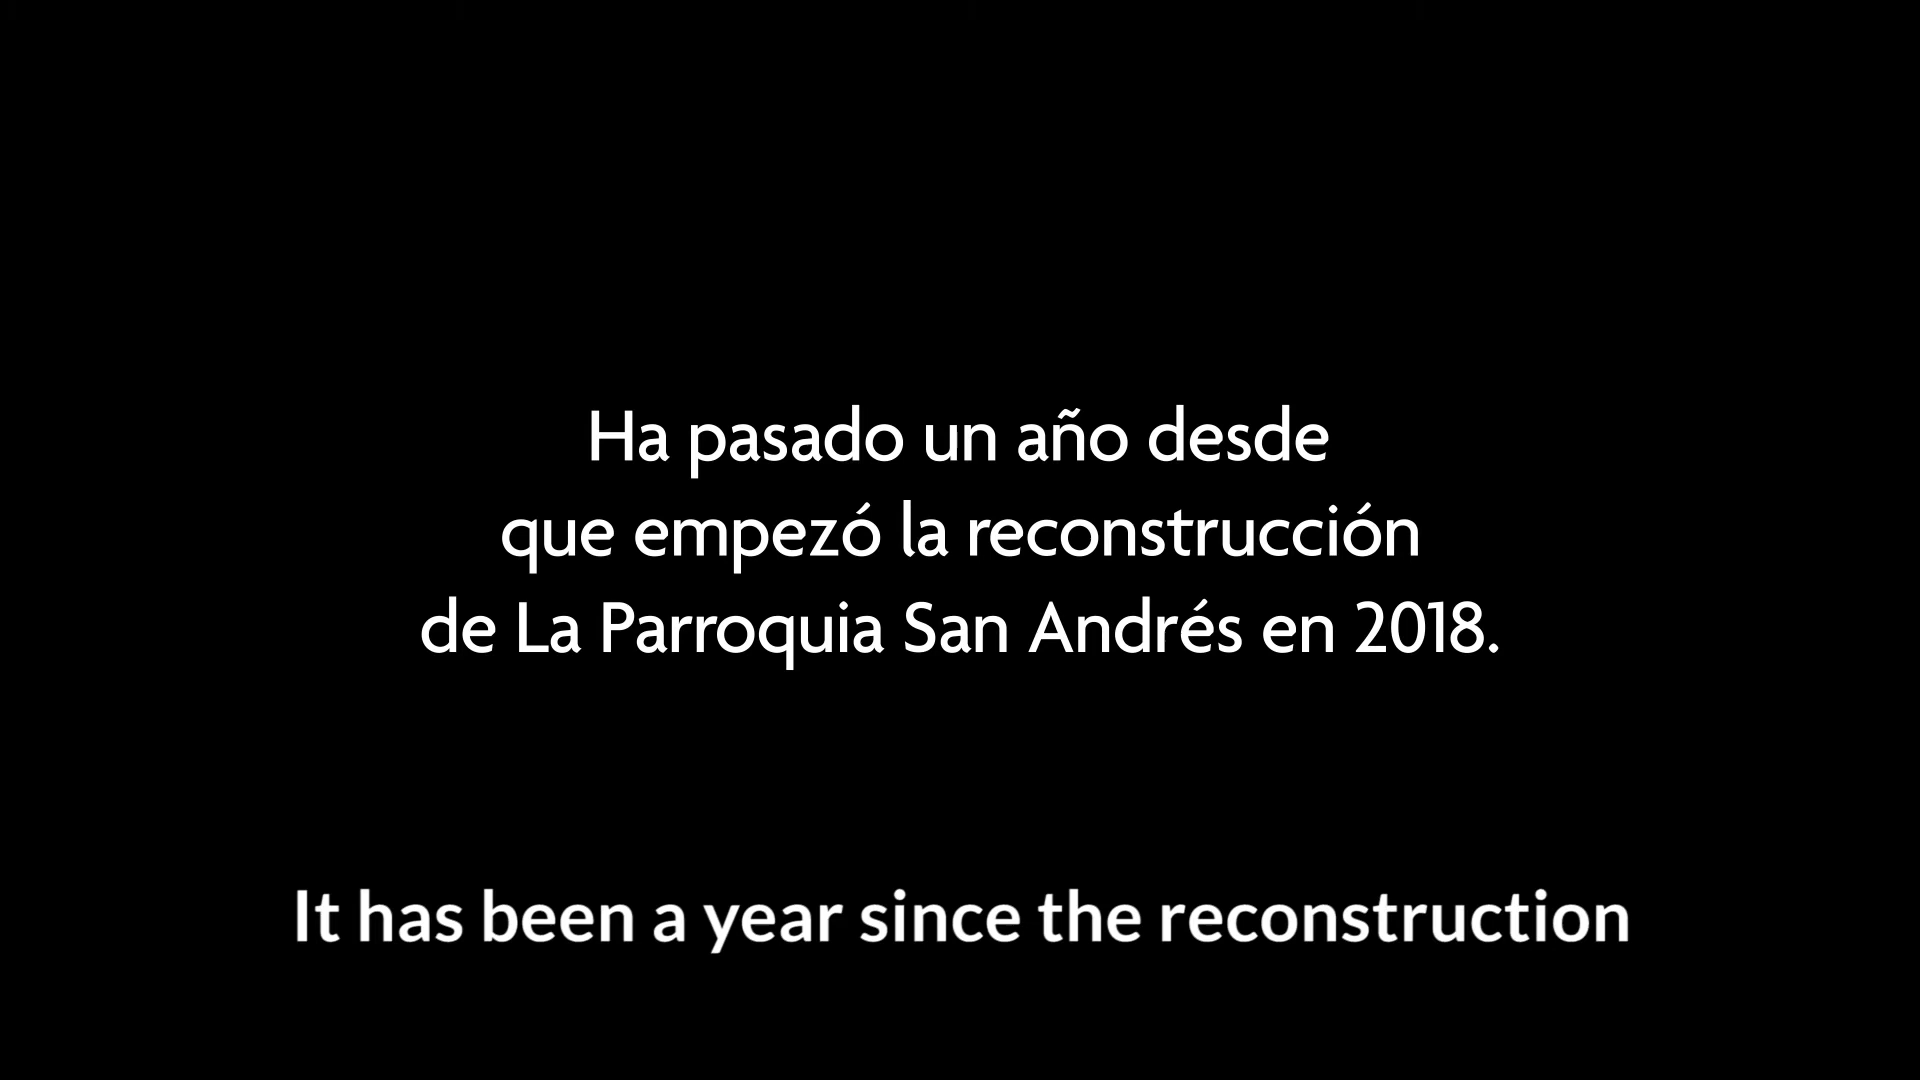 Ha pasado un año desde
que empezó la reconstrucción
de La Parroquia San Andrés en 2018.
It has been a year since the reconstruction